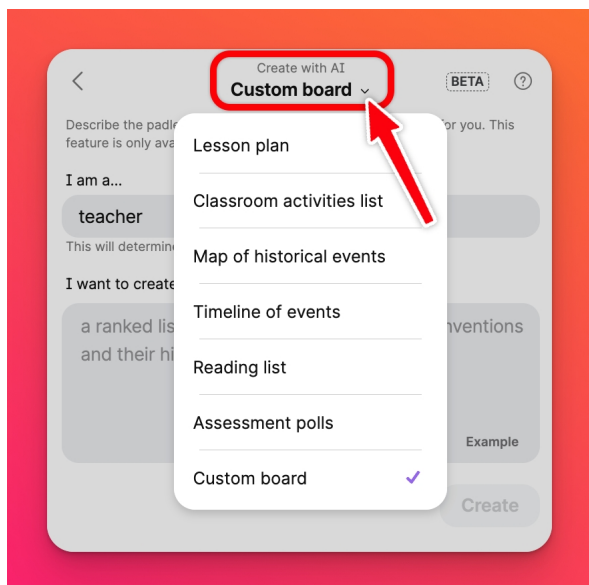 Create with AI
Custom board
BETA
?
Describe the padle
for you. This
feature is only ava
I am a...
teacher
This will determin
I want to create
a ranked lis
nventions
and their hi
Example
Create
Lesson plan
Classroom activities list
Map of historical events
Timeline of events
Reading list
Assessment polls
Custom board